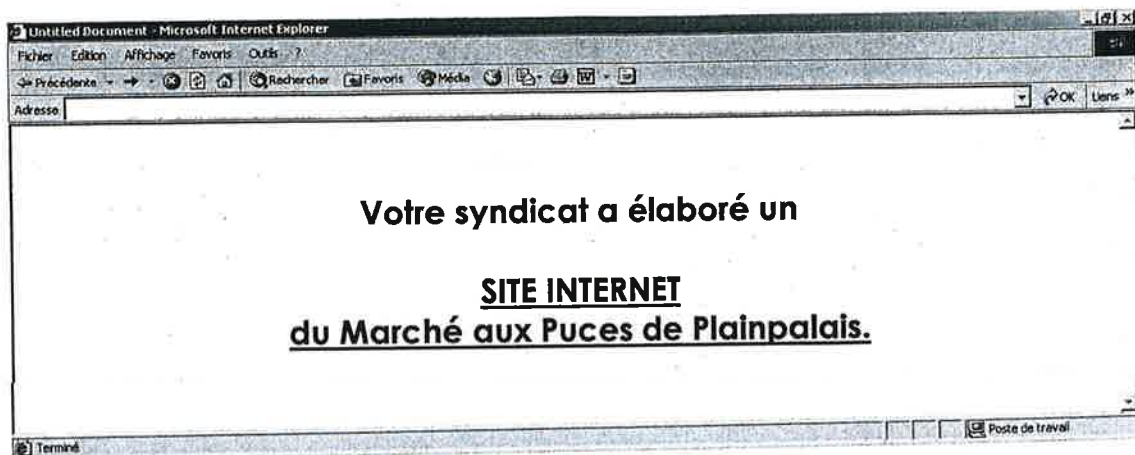 Untitled Document - Microsoft Internet Explorer
Fichier Edition Affichage Favoris Outils ?
Précédente Rechercher Favoris Média
Adresse OK Liens »
Votre syndicat a élaboré un
SITE INTERNET
du Marché aux Puces de Plainpalais.
Terminé Poste de travail